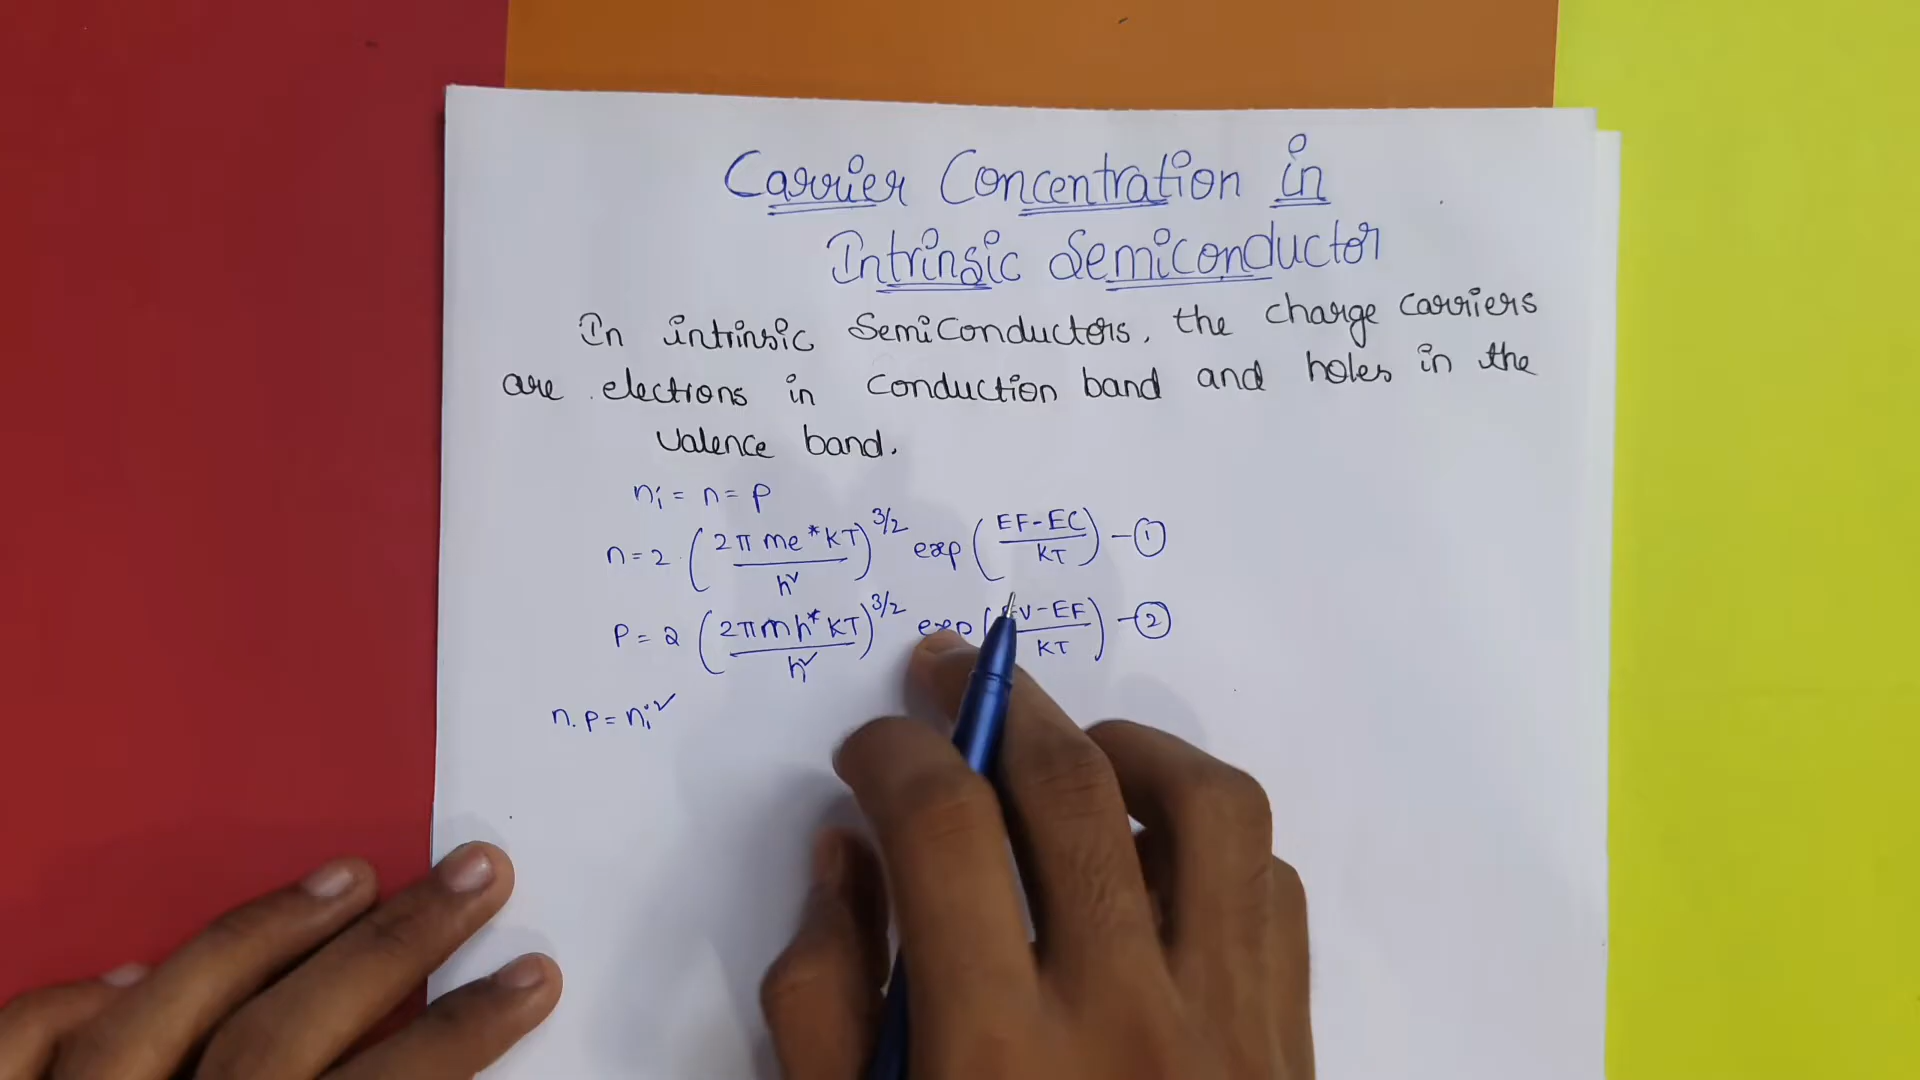 Carrier Concentration in
Intrinsic Semiconductor
In intrinsic SemiConductors, the charge carriers
are electrons in conduction band and holes in the
Valence band.
ni = n = p
n = 2 (2π me* KT / h²)^3/2 exp (EF-EC / KT) - ①
P = 2 (2π mh* KT / h²)^3/2 exp (V-EF / KT) - ②
n.p = ni²